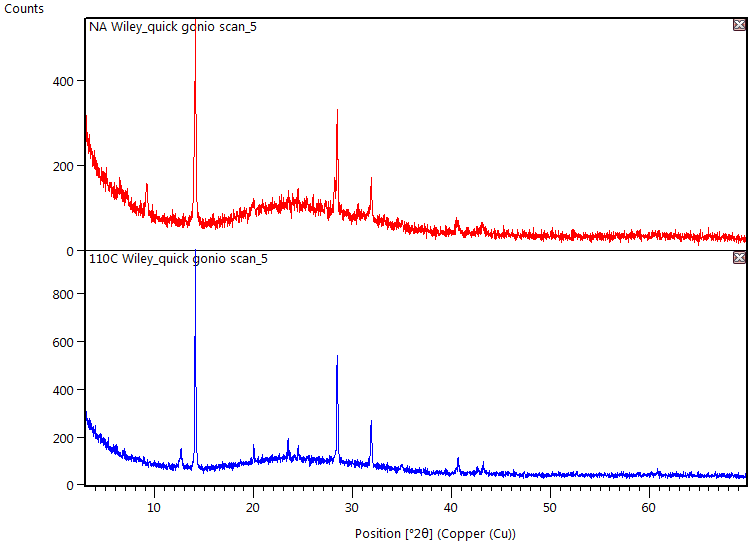 Counts
NA Wiley_quick gonio scan_5
400
200
0
110C Wiley_quick gonio scan_5
800
600
400
200
0
10 20 30 40 50 60
Position [°2θ] (Copper (Cu))